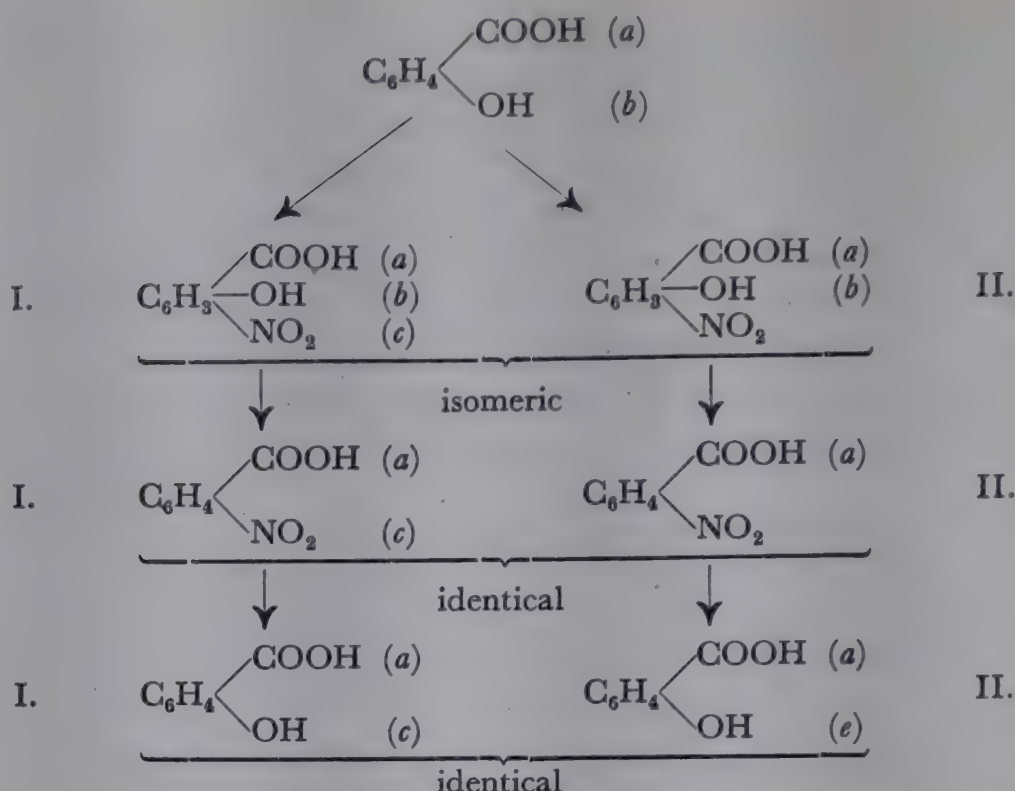 COOH (a)
C₆H₄
OH (b)
COOH (a) COOH (a)
I. C₆H₃—OH (b) C₆H₃—OH (b) II.
NO₂ (c) NO₂
isomeric
COOH (a) COOH (a)
I. C₆H₄ C₆H₄ II.
NO₂ (c) NO₂
identical
COOH (a) COOH (a)
I. C₆H₄ C₆H₄ II.
OH (c) OH (e)
identical